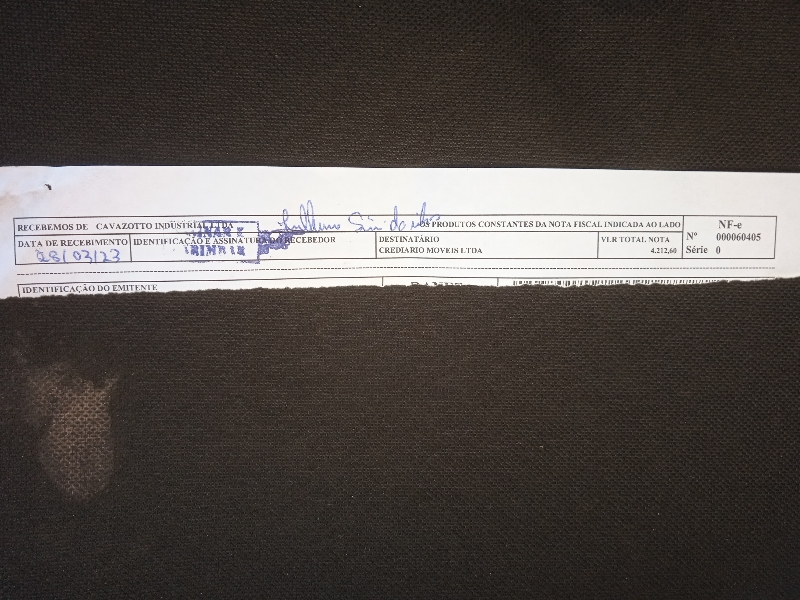 RECEBEMOS DE CAVAZOTTO INDUSTRIA LTDA OS PRODUTOS CONSTANTES DA NOTA FISCAL INDICADA AO LADO
NF-e
DATA DE RECEBIMENTO
IDENTIFICAÇÃO E ASSINATURA DO RECEBEDOR
DESTINATÁRIO
VLR TOTAL NOTA
Nº 000060405
28/03/23
CREDIARIO MOVEIS LTDA
4.212,60
Série 0
IDENTIFICAÇÃO DO EMITENTE
DANFE